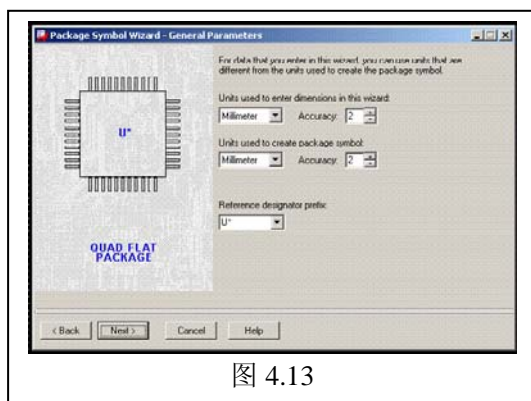 Package Symbol Wizard - General Parameters
For data that you enter in this wizard, you can use units that are
different from the units used to create the package symbol.
Units used to enter dimensions in this wizard:
Millimeter Accuracy: 2
Units used to create package symbol:
Millimeter Accuracy: 2
Reference designator prefix:
U*
U*
QUAD FLAT
PACKAGE
< Back Next > Cancel Help
图 4.13